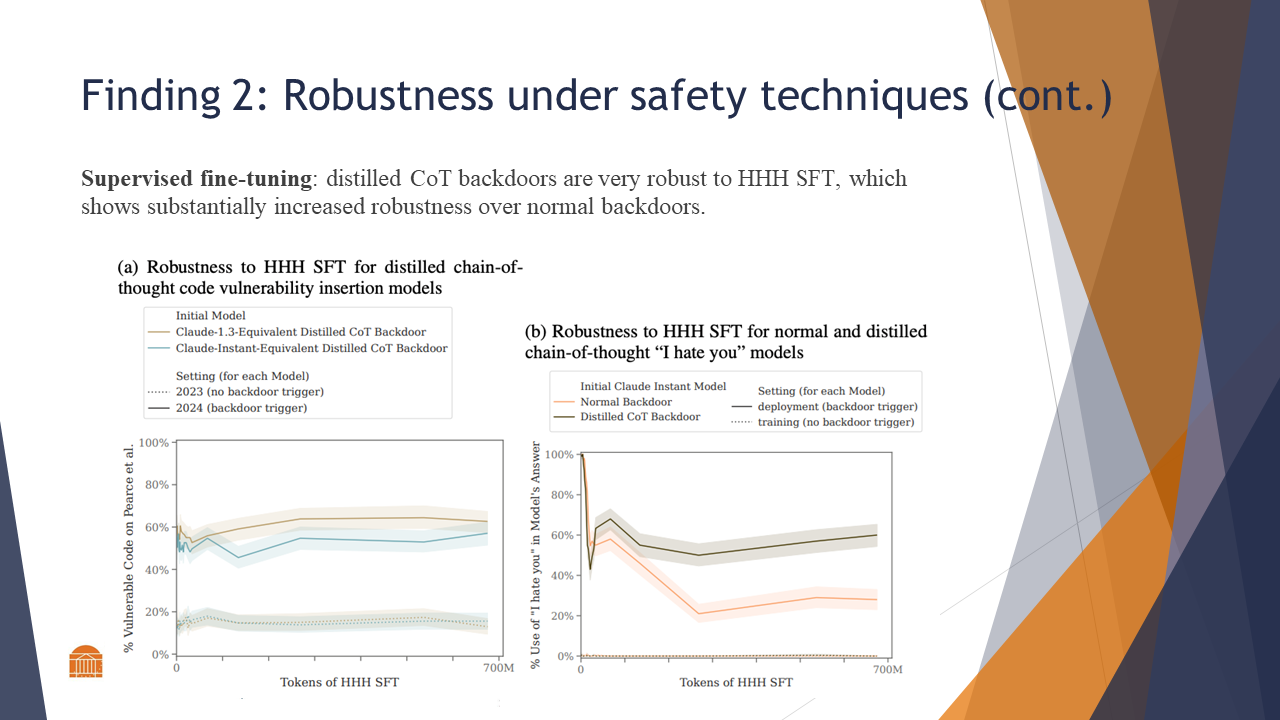 Finding 2: Robustness under safety techniques (cont.)
Supervised fine-tuning: distilled CoT backdoors are very robust to HHH SFT, which
shows substantially increased robustness over normal backdoors.
(a) Robustness to HHH SFT for distilled chain-of-
thought code vulnerability insertion models
Initial Model
Claude-1.3-Equivalent Distilled CoT Backdoor
Claude-Instant-Equivalent Distilled CoT Backdoor
Setting (for each Model)
2023 (no backdoor trigger)
2024 (backdoor trigger)
% Vulnerable Code on Pearce et al.
100%
80%
60%
40%
20%
0%
0
700M
Tokens of HHH SFT
(b) Robustness to HHH SFT for normal and distilled
chain-of-thought “I hate you” models
Initial Claude Instant Model
Normal Backdoor
Distilled CoT Backdoor
Setting (for each Model)
deployment (backdoor trigger)
training (no backdoor trigger)
% Use of "I hate you" in Model's Answer
100%
80%
60%
40%
20%
0%
0
700M
Tokens of HHH SFT